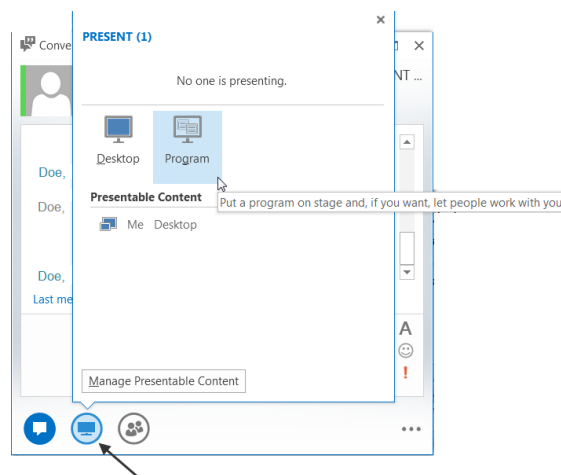 Conve
PRESENT (1)
NT ...
No one is presenting.
Desktop
Program
Doe,
Presentable Content
Put a program on stage and, if you want, let people work with you
Doe,
Me Desktop
Doe,
Last me
A
!
Manage Presentable Content